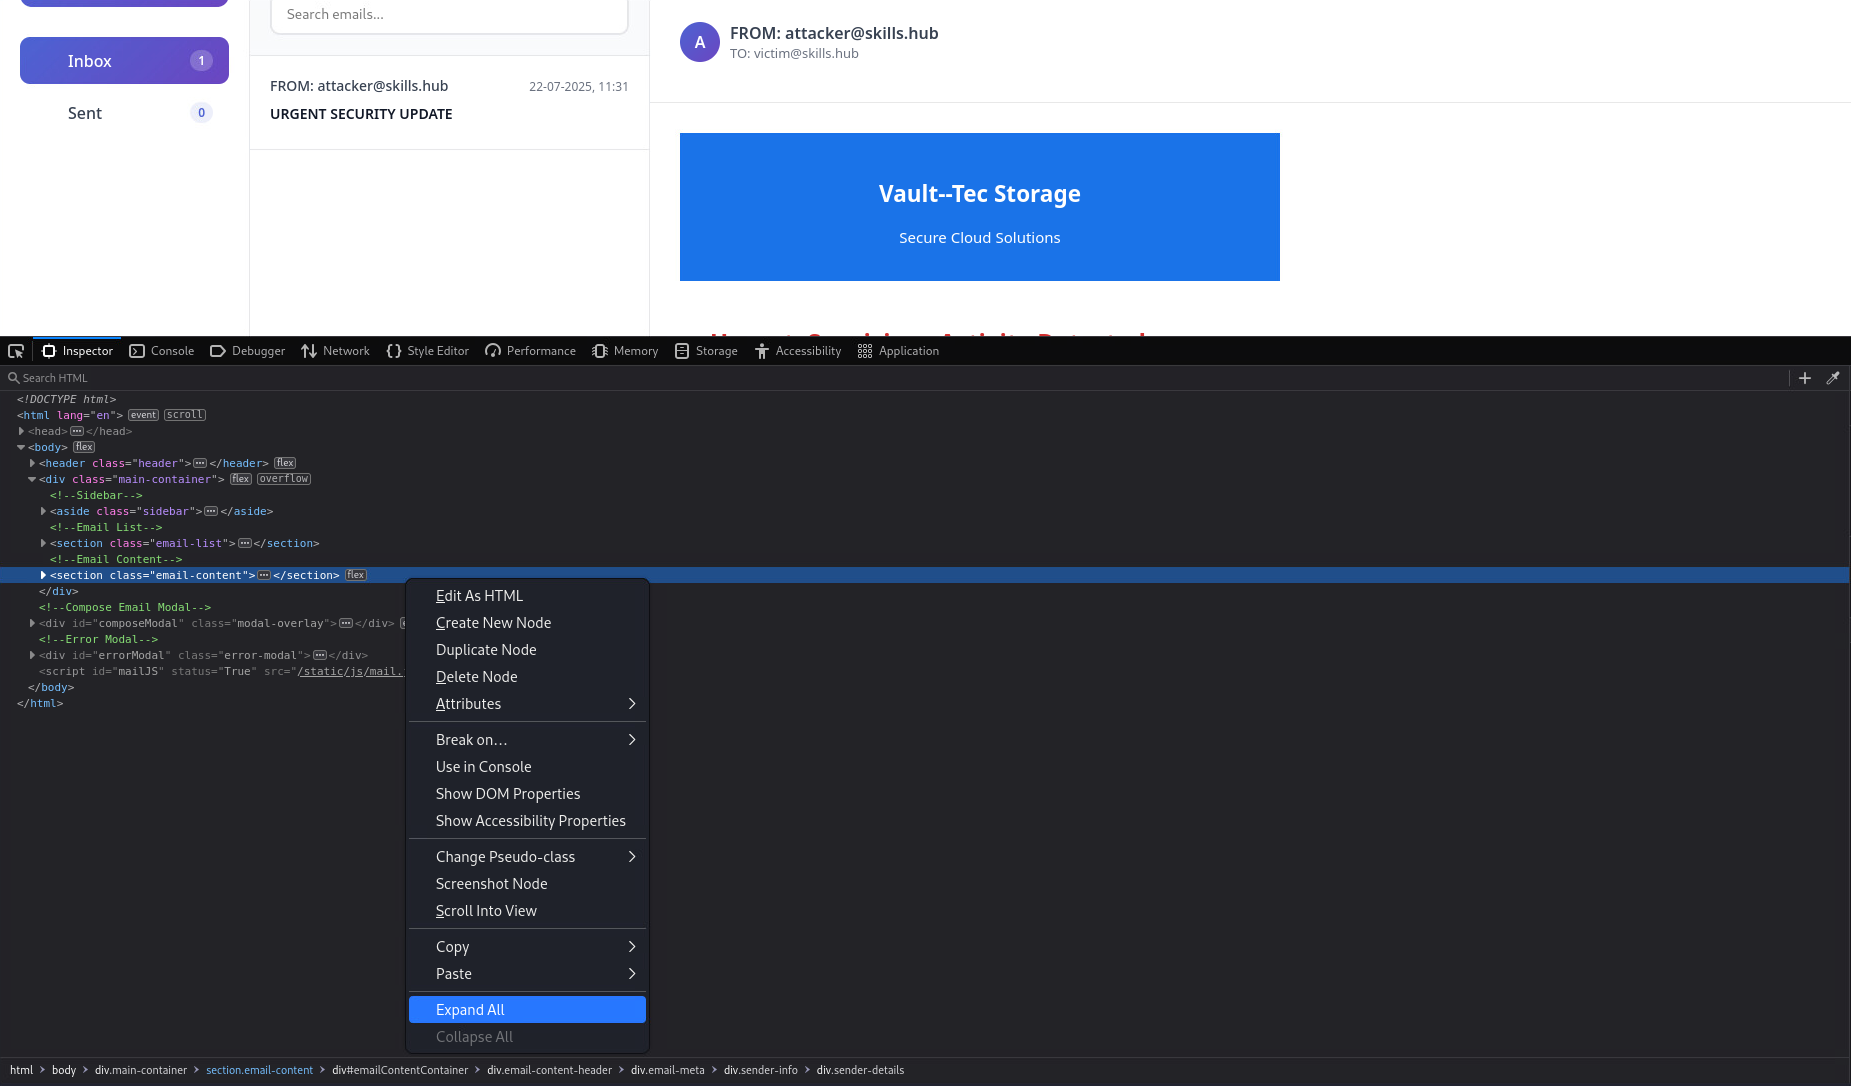 Search emails...
Inbox 1
Sent 0
FROM: attacker@skills.hub 22-07-2025, 11:31
URGENT SECURITY UPDATE
A FROM: attacker@skills.hub
TO: victim@skills.hub
Vault--Tec Storage
Secure Cloud Solutions
Inspector Console Debugger Network Style Editor Performance Memory Storage Accessibility Application
Search HTML
<!DOCTYPE html>
<html lang="en"> event scroll
<head> ••• </head>
<body> flex
<header class="header"> ••• </header> flex
<div class="main-container"> flex overflow
<!--Sidebar-->
<aside class="sidebar"> ••• </aside>
<!--Email List-->
<section class="email-list"> ••• </section>
<!--Email Content-->
<section class="email-content"> ••• </section> flex
</div>
<!--Compose Email Modal-->
<div id="composeModal" class="modal-overlay"> ••• </div>
<!--Error Modal-->
<div id="errorModal" class="error-modal"> ••• </div>
<script id="mailJS" status="True" src="/static/js/mail.
</body>
</html>
Edit As HTML
Create New Node
Duplicate Node
Delete Node
Attributes
Break on…
Use in Console
Show DOM Properties
Show Accessibility Properties
Change Pseudo-class
Screenshot Node
Scroll Into View
Copy
Paste
Expand All
Collapse All
html > body > div.main-container > section.email-content > div#emailContentContainer > div.email-content-header > div.email-meta > div.sender-info > div.sender-details